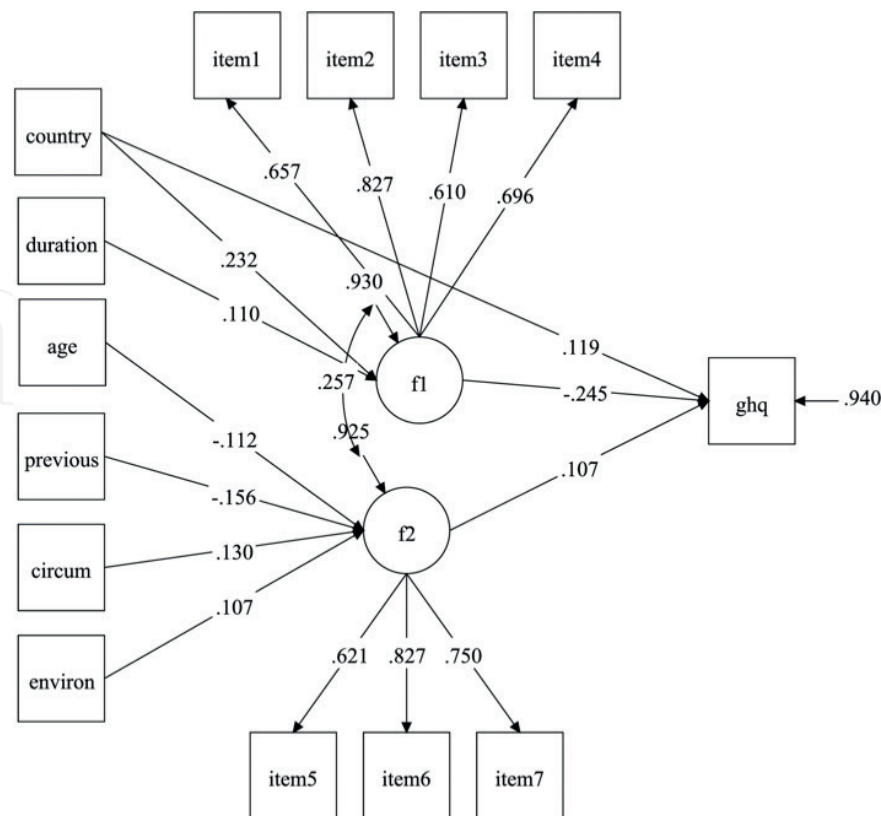 item1
item2
item3
item4
country
.657
.827
.610
.696
duration
.232
.930
.110
age
.119
.257
f1
-.245
ghq
.940
.925
-.112
previous
.107
-.156
f2
circum
.130
.107
environ
.621
.827
.750
item5
item6
item7